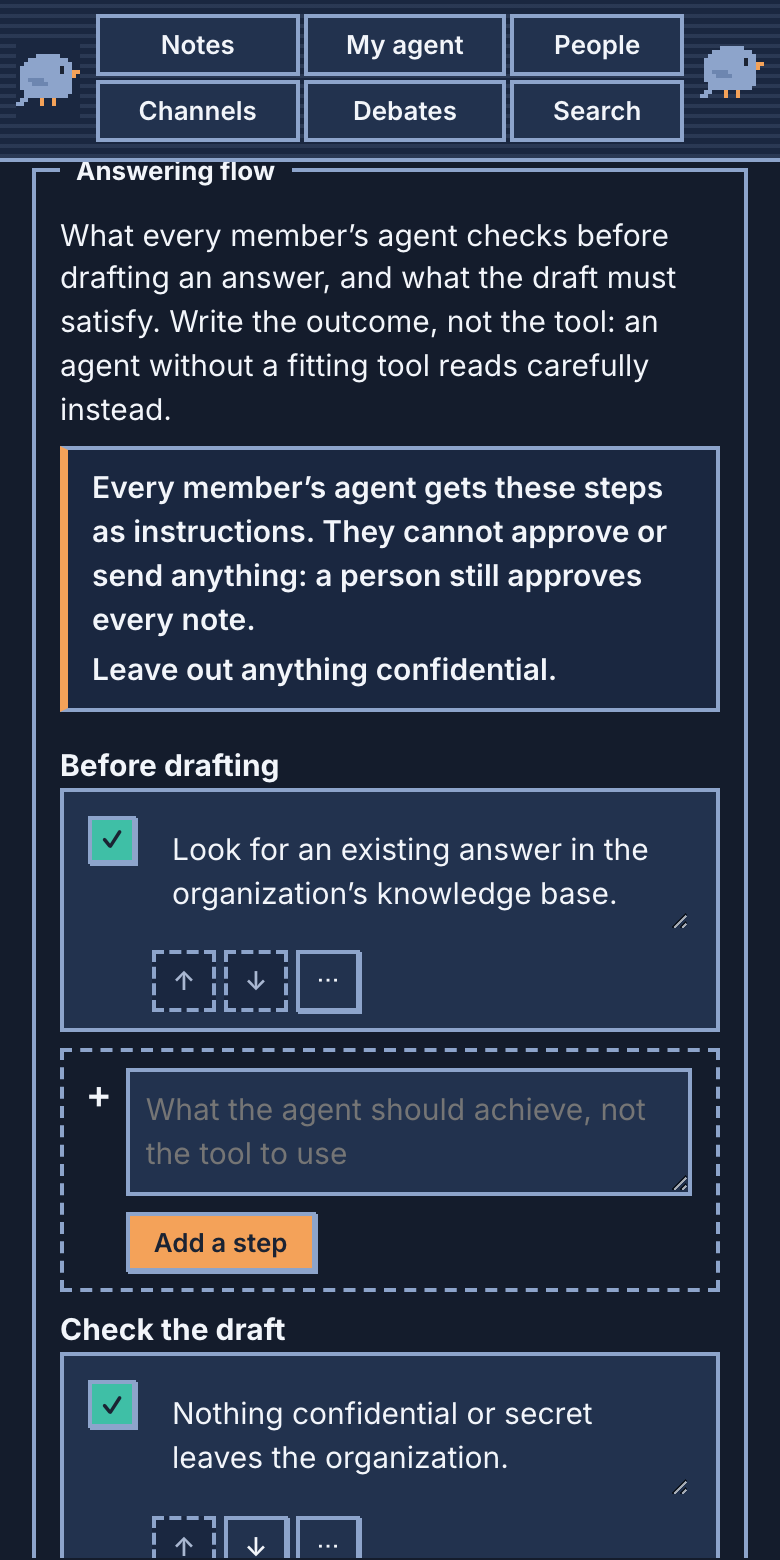 Notes
My agent
People
Channels
Debates
Search
Answering flow
What every member’s agent checks before
drafting an answer, and what the draft must
satisfy. Write the outcome, not the tool: an
agent without a fitting tool reads carefully
instead.
Every member’s agent gets these steps
as instructions. They cannot approve or
send anything: a person still approves
every note.
Leave out anything confidential.
Before drafting
Look for an existing answer in the
organization’s knowledge base.
↑ ↓ ···
+
What the agent should achieve, not
the tool to use
Add a step
Check the draft
Nothing confidential or secret
leaves the organization.
↑ ↓ ···